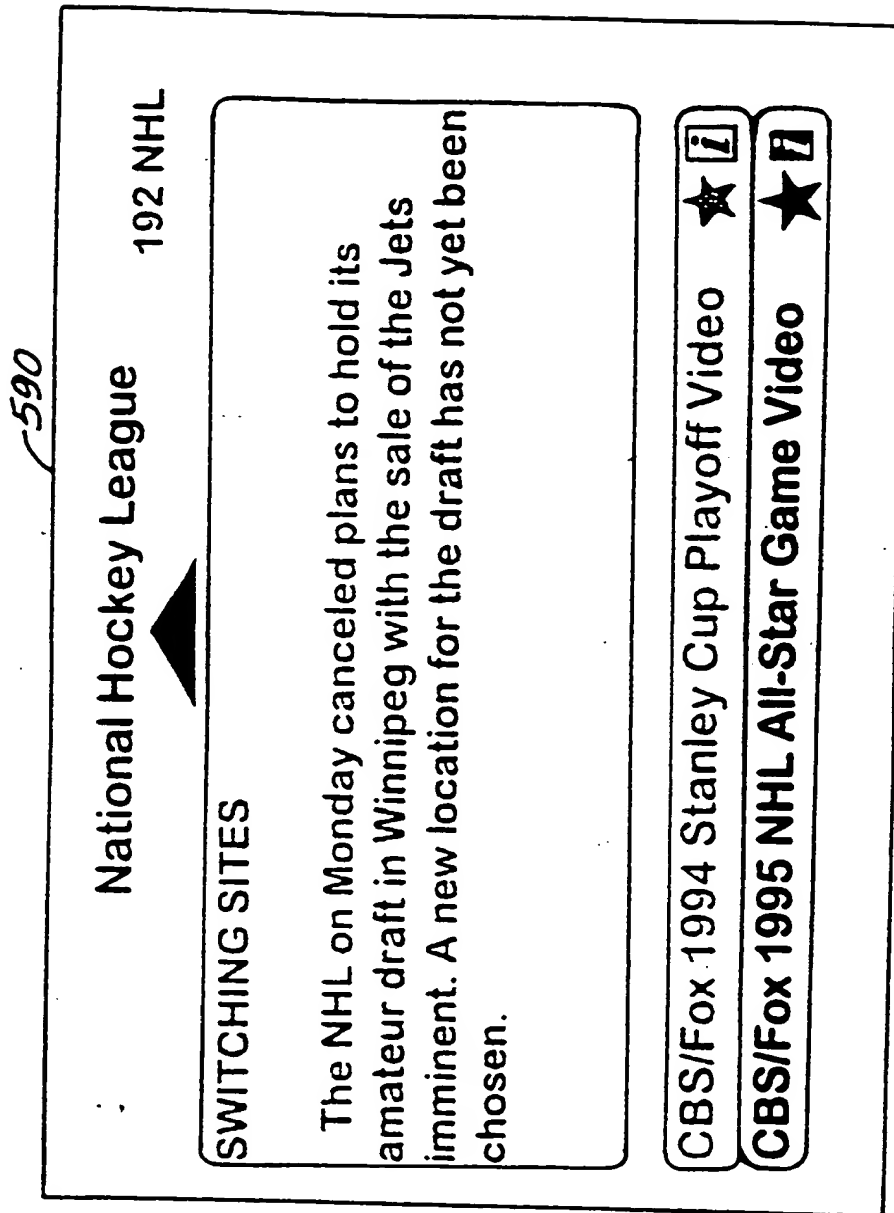 590
National Hockey League
192 NHL
SWITCHING SITES
The NHL on Monday canceled plans to hold its
amateur draft in Winnipeg with the sale of the Jets
imminent. A new location for the draft has not yet been
chosen.
CBS/Fox 1994 Stanley Cup Playoff Video i
CBS/Fox 1995 NHL All-Star Game Video i